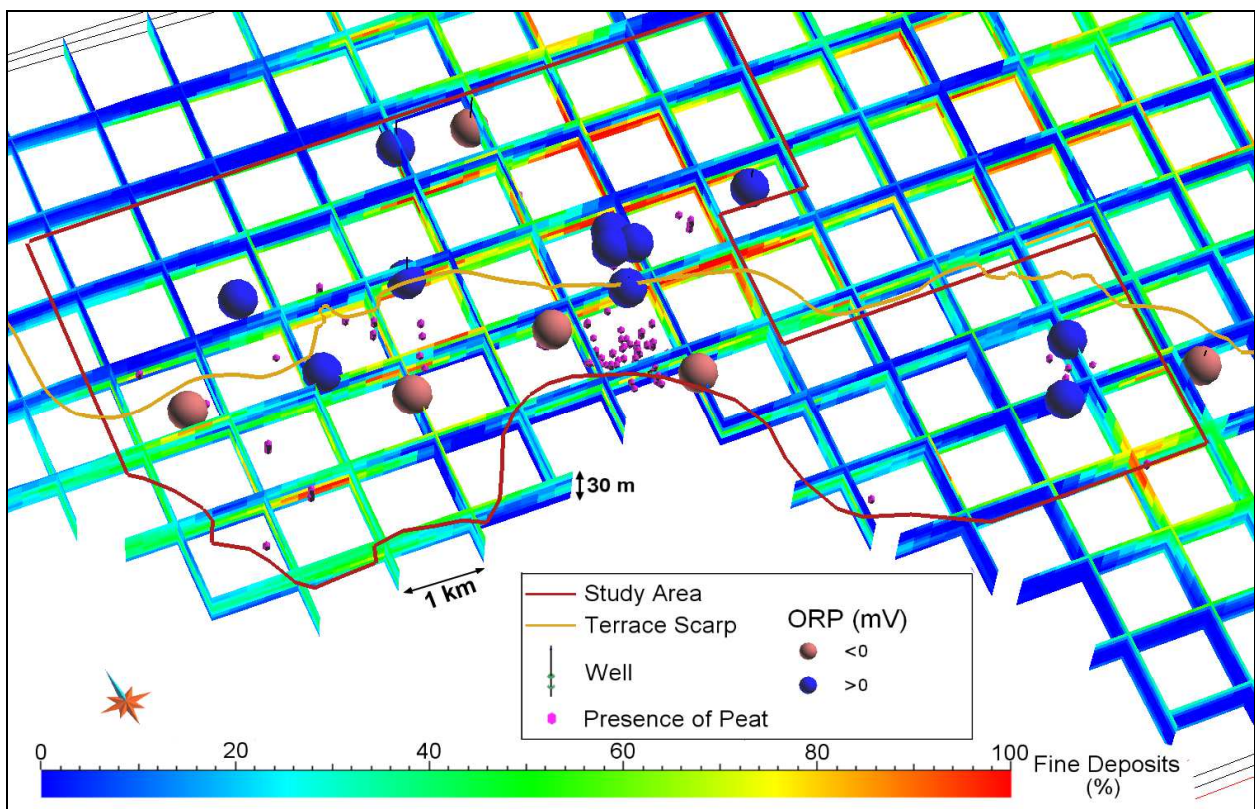 30 m
1 km
Study Area
Terrace Scarp
Well
Presence of Peat
ORP (mV)
<0
>0
0 20 40 60 80 100
Fine Deposits
(%)